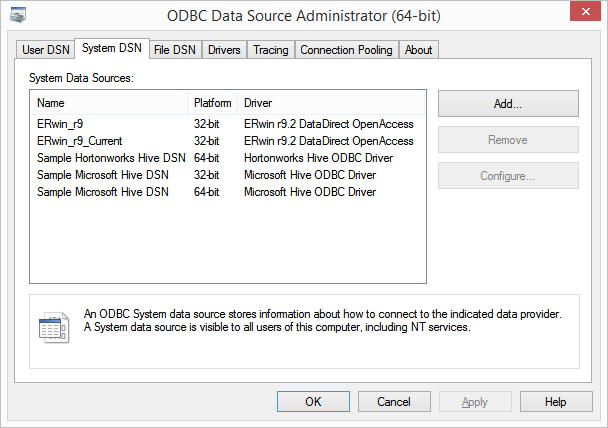 ODBC Data Source Administrator (64-bit)
User DSN System DSN File DSN Drivers Tracing Connection Pooling About
System Data Sources:
Name Platform Driver
ERwin_r9 32-bit ERwin r9.2 DataDirect OpenAccess
ERwin_r9_Current 32-bit ERwin r9.2 DataDirect OpenAccess
Sample Hortonworks Hive DSN 64-bit Hortonworks Hive ODBC Driver
Sample Microsoft Hive DSN 32-bit Microsoft Hive ODBC Driver
Sample Microsoft Hive DSN 64-bit Microsoft Hive ODBC Driver
Add...
Remove
Configure...
An ODBC System data source stores information about how to connect to the indicated data provider.
A System data source is visible to all users of this computer, including NT services.
OK Cancel Apply Help